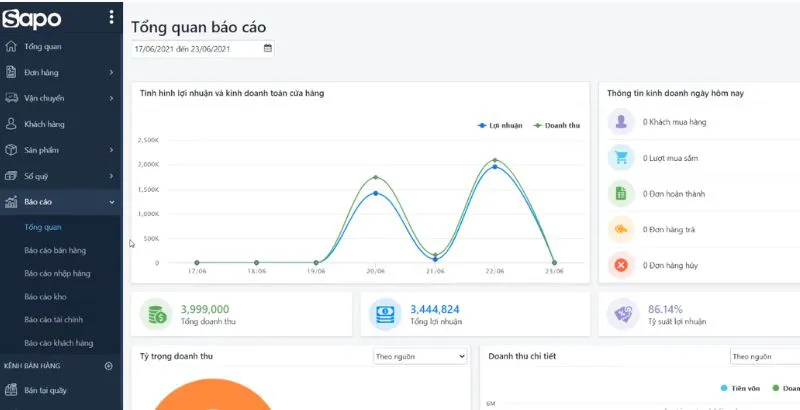 Sapo
Tổng quan
Đơn hàng
Vận chuyển
Khách hàng
Sản phẩm
Sổ quỹ
Báo cáo
Tổng quan
Báo cáo bán hàng
Báo cáo nhập hàng
Báo cáo kho
Báo cáo tài chính
Báo cáo khách hàng
KÊNH BÁN HÀNG
Bán tại quầy
Tổng quan báo cáo
17/06/2021 đến 23/06/2021
Tình hình lợi nhuận và kinh doanh toàn cửa hàng
Lợi nhuận Doanh thu
2,500K
2,000K
1,500K
1,000K
500K
0
17/06 18/06 19/06 20/06 21/06 22/06 23/06
Thông tin kinh doanh ngày hôm nay
0 Khách mua hàng
0 Lượt mua sắm
0 Đơn hoàn thành
0 Đơn hàng trả
0 Đơn hàng hủy
3,999,000
Tổng doanh thu
3,444,824
Tổng lợi nhuận
86.14%
Tỷ suất lợi nhuận
Tỷ trọng doanh thu
Theo nguồn
Doanh thu chi tiết
Theo nguồn
Tiền vốn
6M